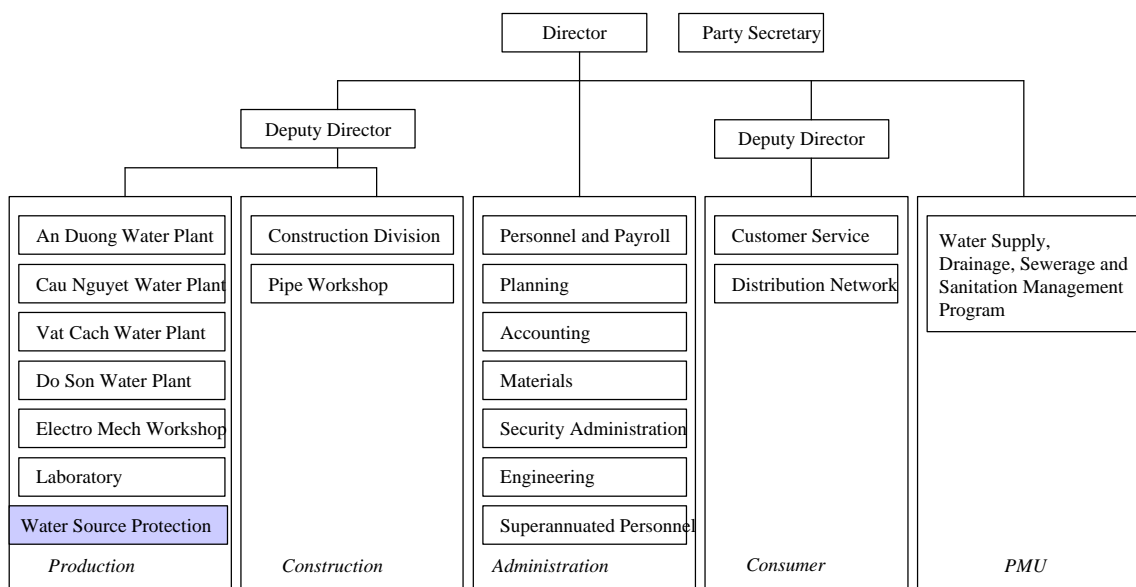 Director
Party Secretary
Deputy Director
Deputy Director
An Duong Water Plant
Cau Nguyet Water Plant
Vat Cach Water Plant
Do Son Water Plant
Electro Mech Workshop
Laboratory
Water Source Protection
Production
Construction Division
Pipe Workshop
Construction
Personnel and Payroll
Planning
Accounting
Materials
Security Administration
Engineering
Superannuated Personnel
Administration
Customer Service
Distribution Network
Consumer
Water Supply,
Drainage, Sewerage and
Sanitation Management
Program
PMU